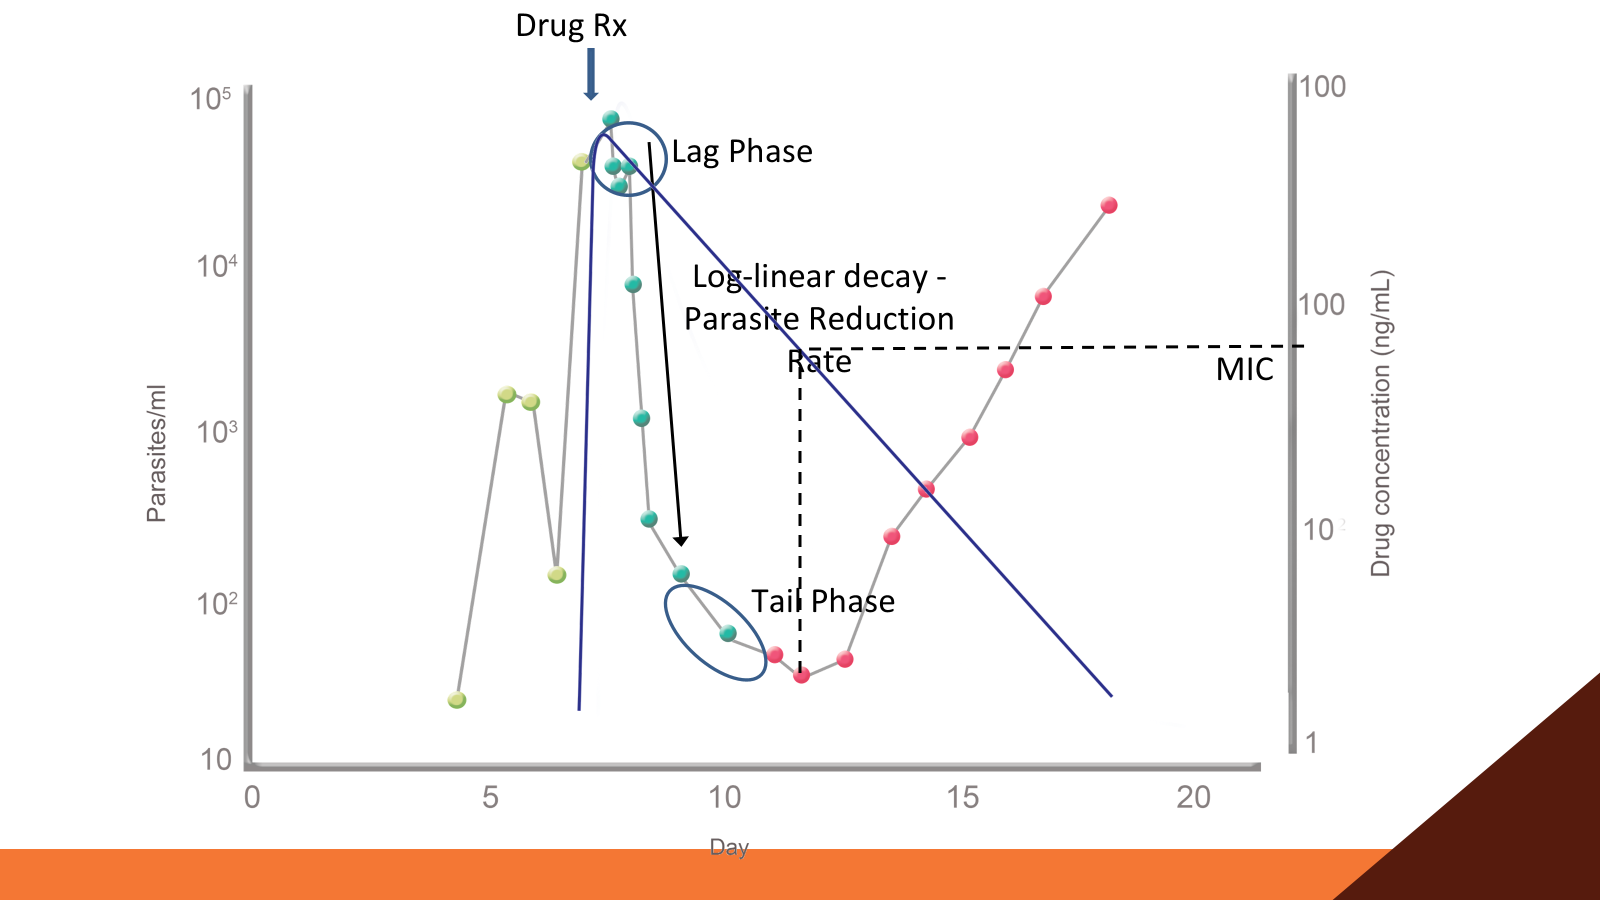 Drug Rx
10⁵
100
Lag Phase
10⁴
Log-linear decay -
Parasite Reduction
Rate
100
MIC
Parasites/ml
Drug concentration (ng/mL)
10³
10²
10²
Tail Phase
10
1
0 5 10 15 20
Day